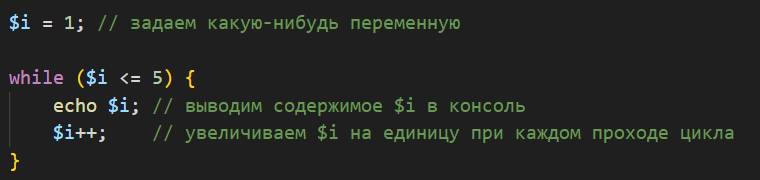 $i = 1; // задаем какую-нибудь переменную
while ($i <= 5) {
echo $i; // выводим содержимое $i в консоль
$i++; // увеличиваем $i на единицу при каждом проходе цикла
}